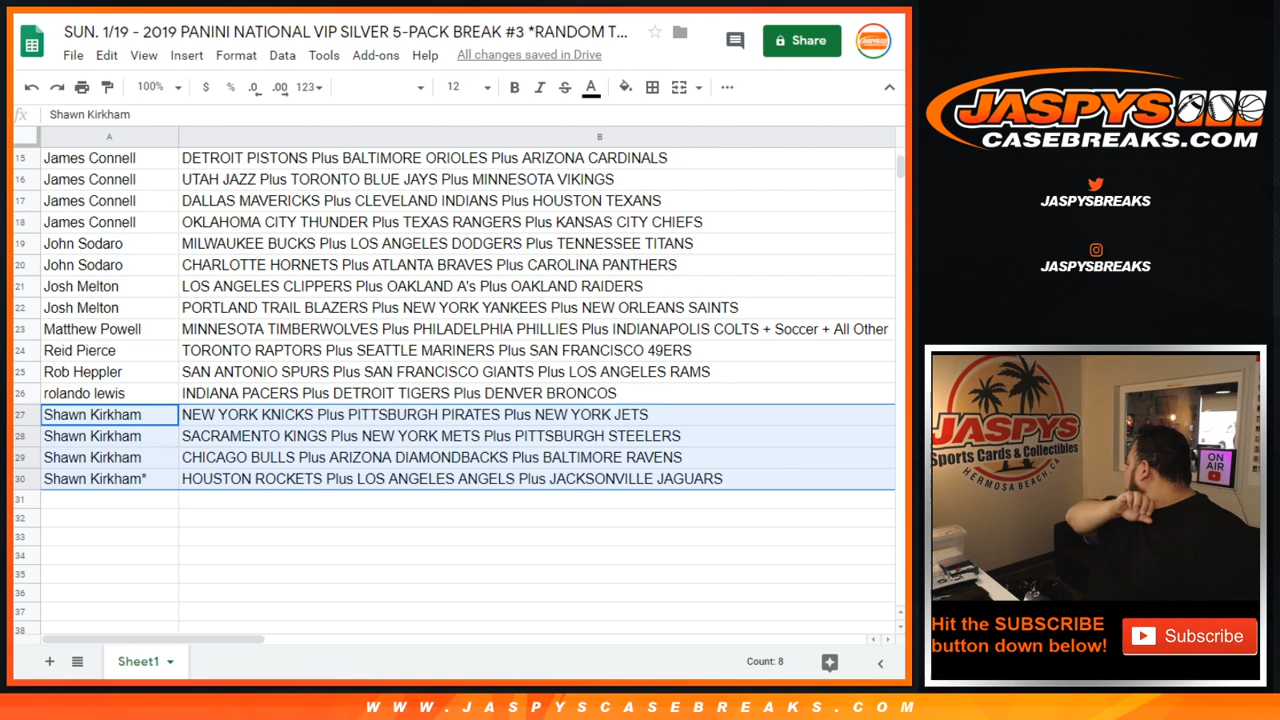 SUN. 1/19 - 2019 PANINI NATIONAL VIP SILVER 5-PACK BREAK #3 *RANDOM T...
File Edit View Insert Format Data Tools Add-ons Help All changes saved in Drive
Share
100% $ % .0 .00 123 12 B I S A
fx Shawn Kirkham
A B
15 James Connell DETROIT PISTONS Plus BALTIMORE ORIOLES Plus ARIZONA CARDINALS
16 James Connell UTAH JAZZ Plus TORONTO BLUE JAYS Plus MINNESOTA VIKINGS
17 James Connell DALLAS MAVERICKS Plus CLEVELAND INDIANS Plus HOUSTON TEXANS
18 James Connell OKLAHOMA CITY THUNDER Plus TEXAS RANGERS Plus KANSAS CITY CHIEFS
19 John Sodaro MILWAUKEE BUCKS Plus LOS ANGELES DODGERS Plus TENNESSEE TITANS
20 John Sodaro CHARLOTTE HORNETS Plus ATLANTA BRAVES Plus CAROLINA PANTHERS
21 Josh Melton LOS ANGELES CLIPPERS Plus OAKLAND A's Plus OAKLAND RAIDERS
22 Josh Melton PORTLAND TRAIL BLAZERS Plus NEW YORK YANKEES Plus NEW ORLEANS SAINTS
23 Matthew Powell MINNESOTA TIMBERWOLVES Plus PHILADELPHIA PHILLIES Plus INDIANAPOLIS COLTS + Soccer + All Other
24 Reid Pierce TORONTO RAPTORS Plus SEATTLE MARINERS Plus SAN FRANCISCO 49ERS
25 Rob Heppler SAN ANTONIO SPURS Plus SAN FRANCISCO GIANTS Plus LOS ANGELES RAMS
26 rolando lewis INDIANA PACERS Plus DETROIT TIGERS Plus DENVER BRONCOS
27 Shawn Kirkham NEW YORK KNICKS Plus PITTSBURGH PIRATES Plus NEW YORK JETS
28 Shawn Kirkham SACRAMENTO KINGS Plus NEW YORK METS Plus PITTSBURGH STEELERS
29 Shawn Kirkham CHICAGO BULLS Plus ARIZONA DIAMONDBACKS Plus BALTIMORE RAVENS
30 Shawn Kirkham* HOUSTON ROCKETS Plus LOS ANGELES ANGELS Plus JACKSONVILLE JAGUARS
31
32
33
34
35
36
37
38
Sheet1 Count: 8
JASPYS
CASEBREAKS.COM
JASPYSBREAKS
JASPYSBREAKS
JASPYS
Sports Cards & Collectibles
HERMOSA BEACH, CA
ON
AIR
Hit the SUBSCRIBE
button down below!
Subscribe
WWW.JASPYSCASEBREAKS.COM